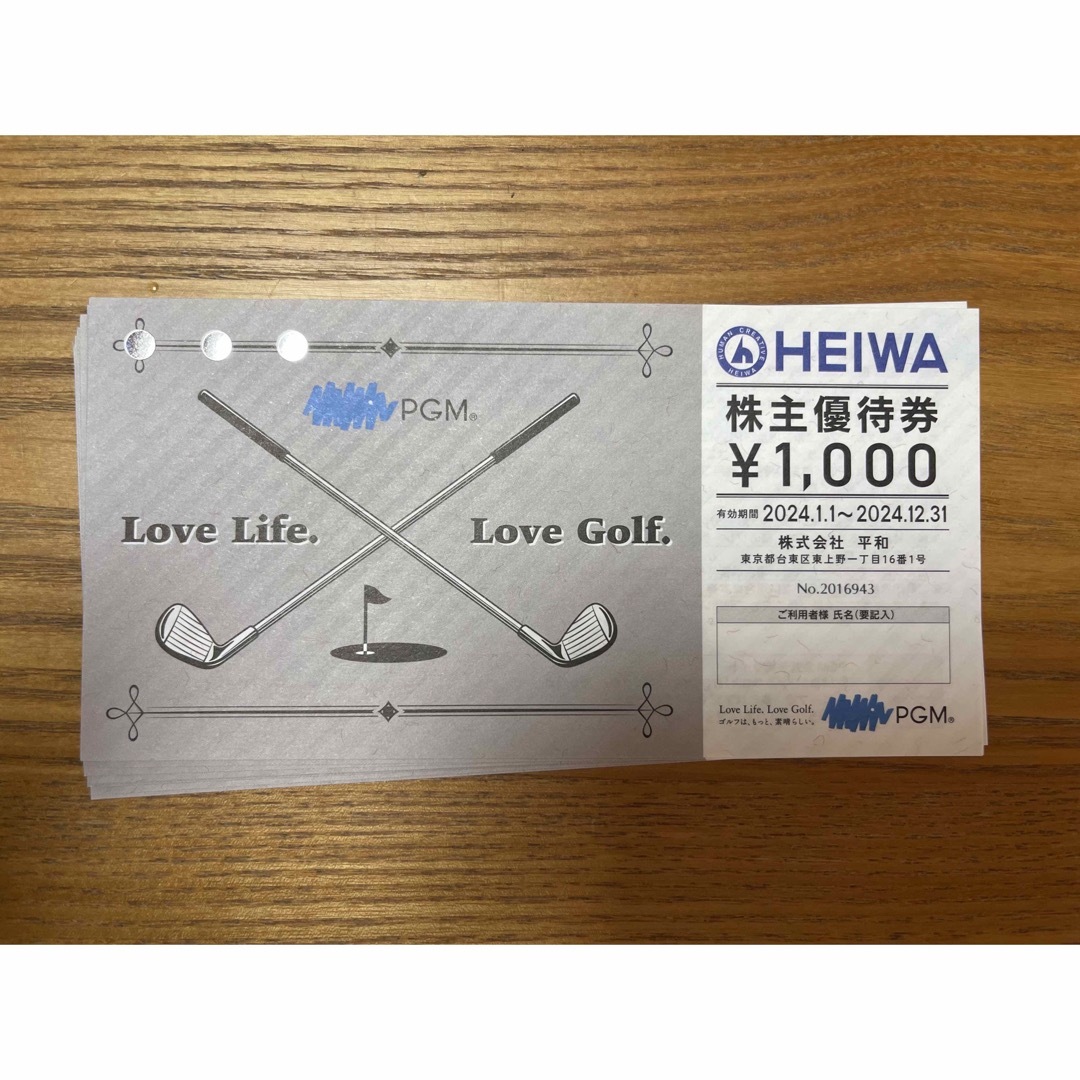 PGM®
Love Life. Love Golf.
HUMAN CREATIVE HEIWA
HEIWA
株主優待券
¥1,000
有効期間 2024.1.1～2024.12.31
株式会社 平和
東京都台東区東上野一丁目16番1号
No.2016943
ご利用者様 氏名(要記入)
Love Life. Love Golf.
ゴルフは、もっと、素晴らしい。
PGM®